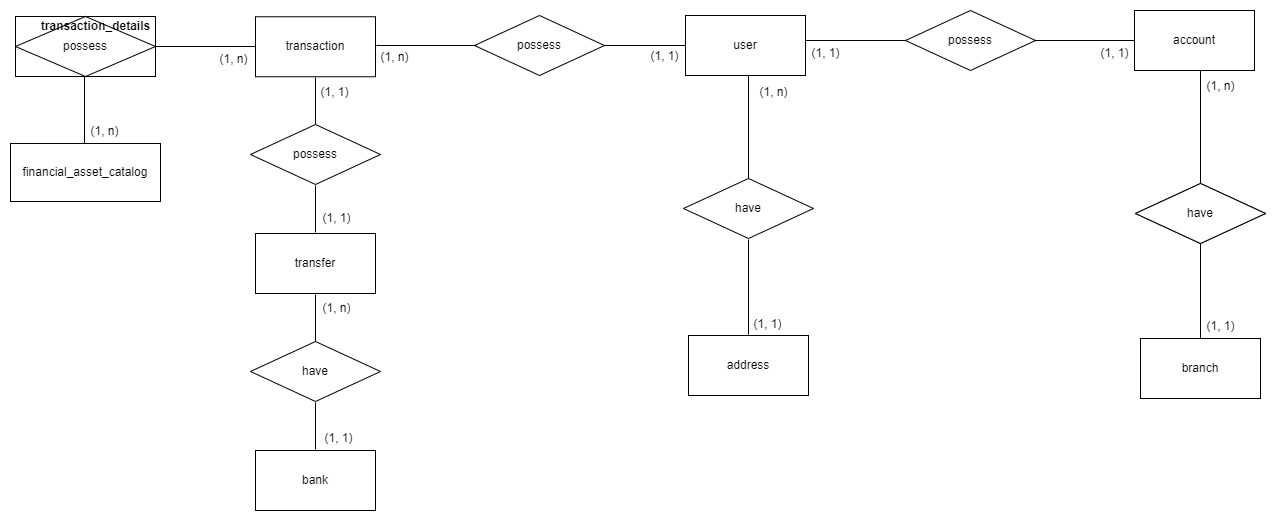 transaction_details
possess
(1, n)
transaction
(1, n)
possess
(1, 1)
user
(1, 1)
possess
(1, 1)
account
(1, n)
financial_asset_catalog
(1, 1)
possess
(1, 1)
transfer
(1, n)
have
(1, 1)
bank
(1, n)
have
(1, 1)
address
(1, n)
have
(1, 1)
branch